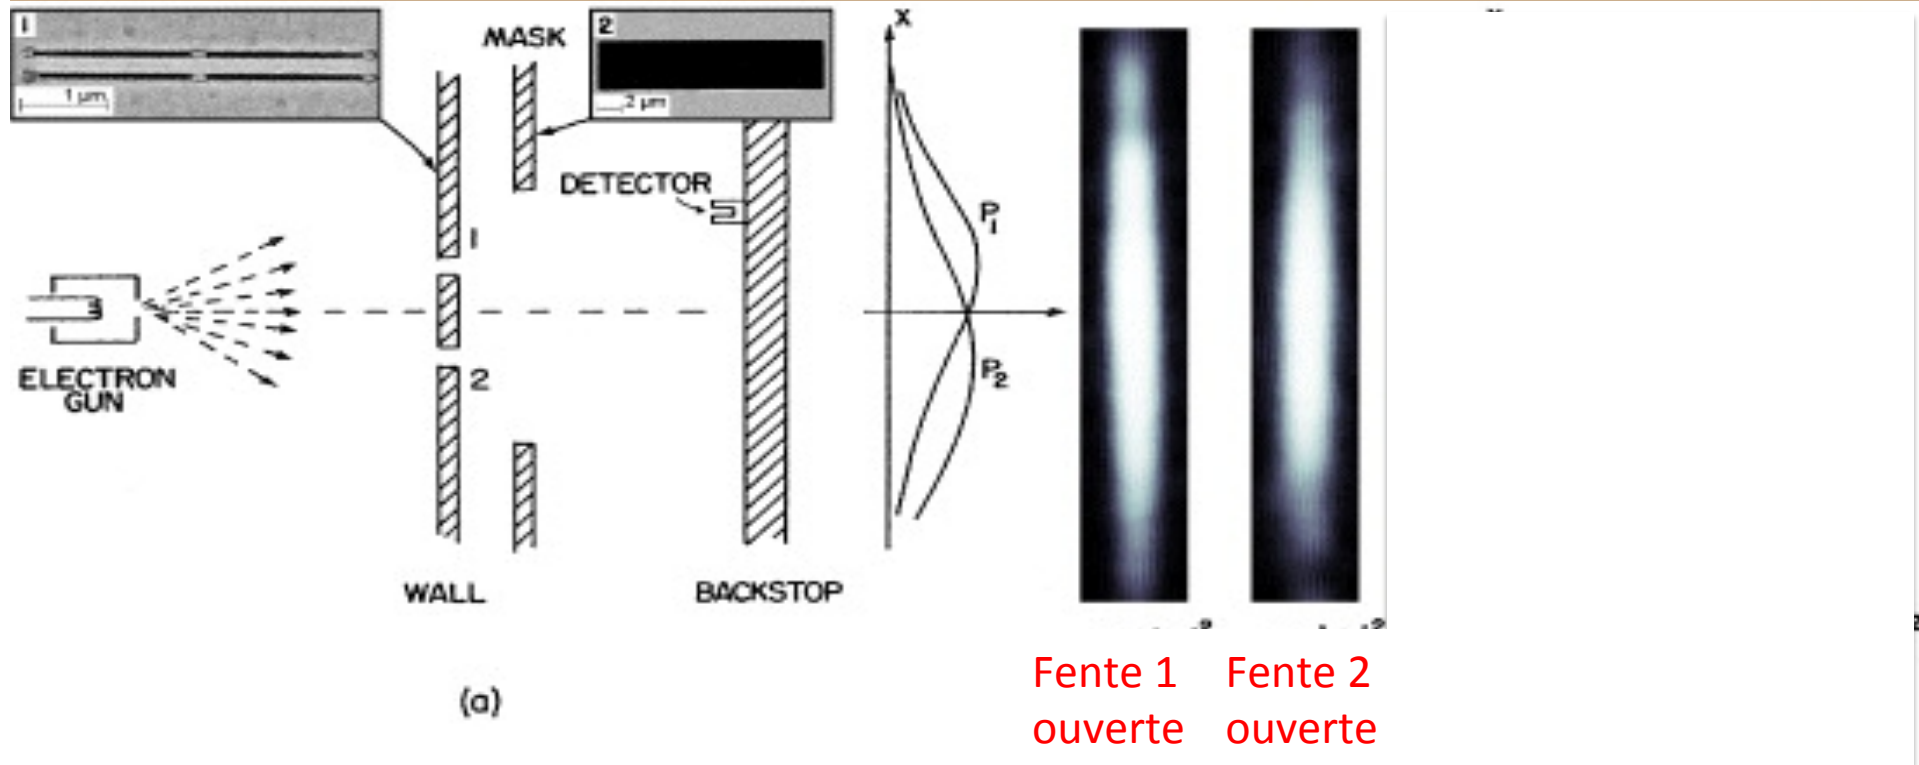 1
1 µm
MASK
2
2 µm
x
DETECTOR
P1
1
ELECTRON
GUN
2
P2
WALL
BACKSTOP
(a)
Fente 1
ouverte
Fente 2
ouverte